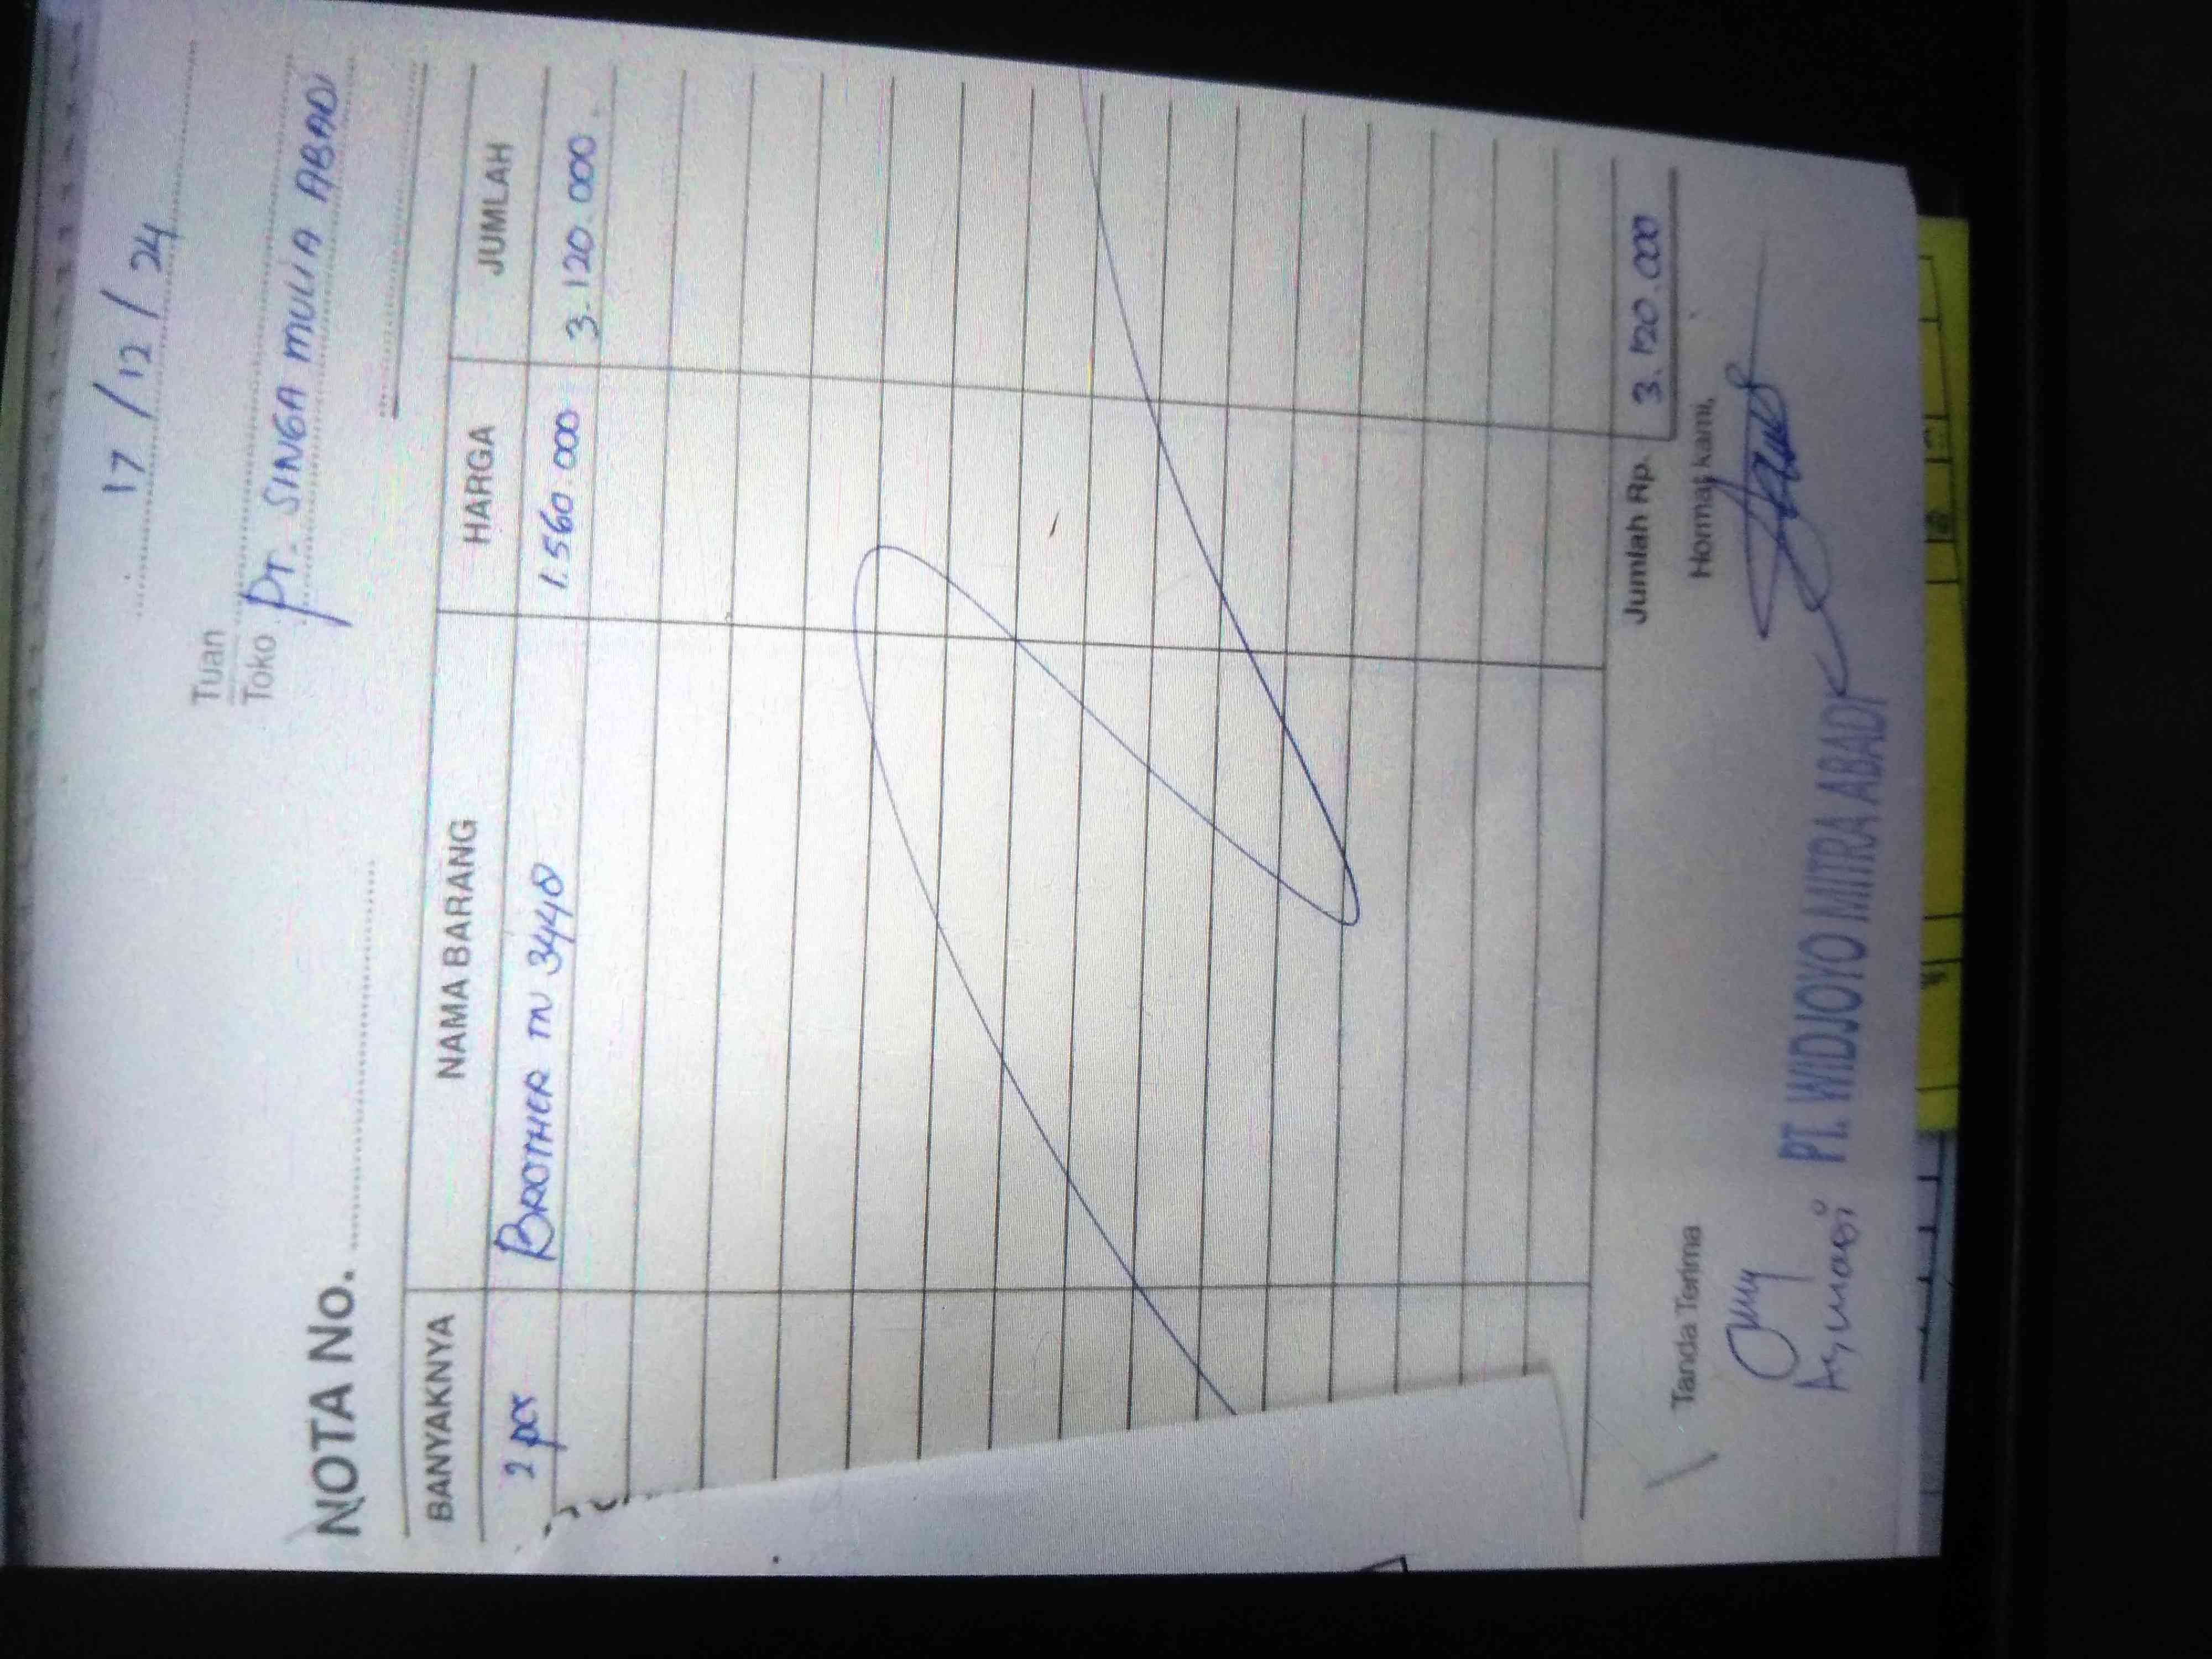 17 / 12 / 24
Tuan
Toko PT. SINGA MULIA ABADI
NOTA No.
BANYAKNYA NAMA BARANG HARGA JUMLAH
2 pcs BROTHER TN 3448 1.560.000 3.120.000
Jumlah Rp. 3.120.000
Tanda Terima Hormat kami,
PT. WIDJOYO MITRA ABADI